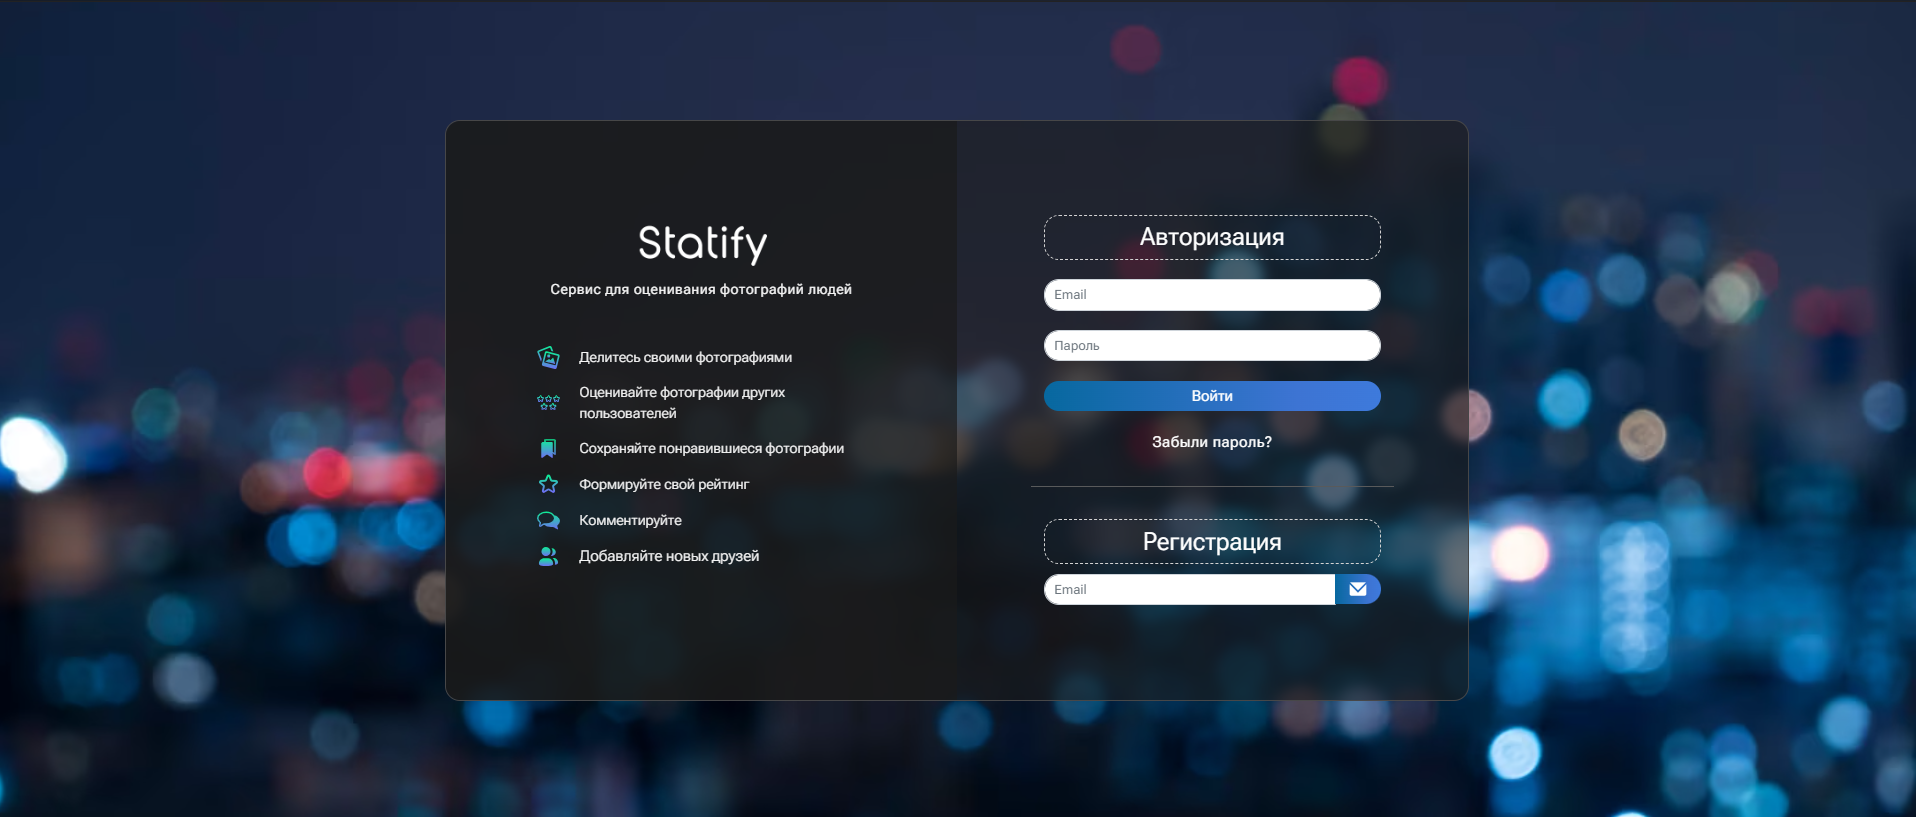 Statify
Сервис для оценивания фотографий людей
Делитесь своими фотографиями
Оценивайте фотографии других
пользователей
Сохраняйте понравившиеся фотографии
Формируйте свой рейтинг
Комментируйте
Добавляйте новых друзей
Авторизация
Email
Пароль
Войти
Забыли пароль?
Регистрация
Email